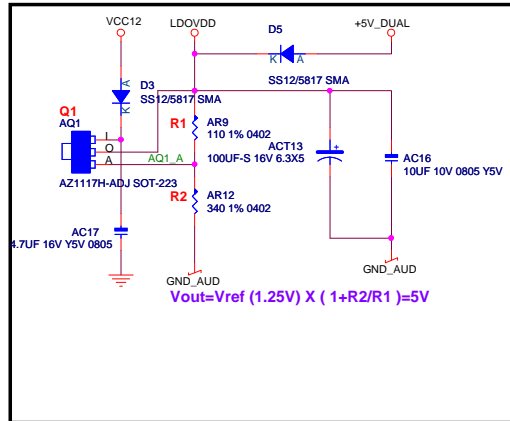 VCC12
LDOVDD
D5
+5V_DUAL
K
A
D3
A
K
SS12/5817 SMA
SS12/5817 SMA
Q1
AQ1
I
O
A
R1
AR9
110 1% 0402
AQ1_A
ACT13
100UF-S 16V 6.3X5
+
AC16
10UF 10V 0805 Y5V
AZ1117H-ADJ SOT-223
R2
AR12
340 1% 0402
AC17
4.7UF 16V Y5V 0805
GND_AUD
GND_AUD
Vout=Vref (1.25V) X ( 1+R2/R1 )=5V